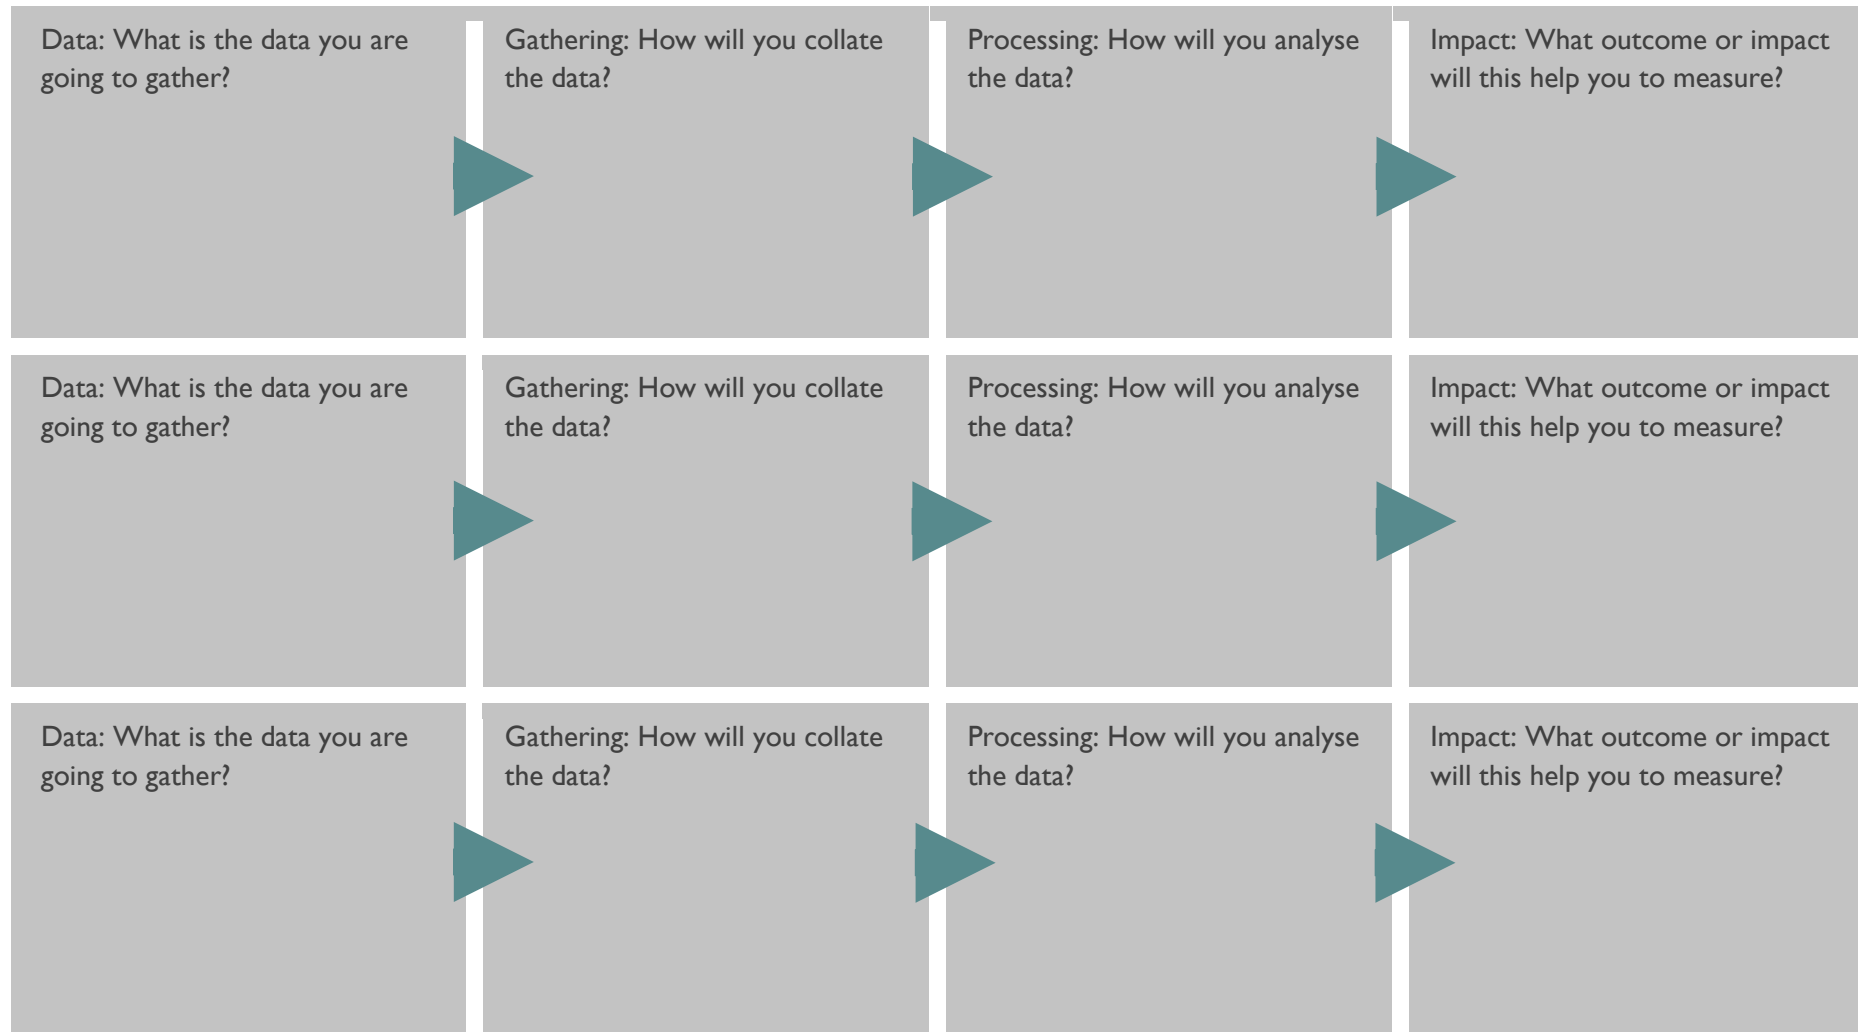 Data: What is the data you are
going to gather?
Gathering: How will you collate
the data?
Processing: How will you analyse
the data?
Impact: What outcome or impact
will this help you to measure?
Data: What is the data you are
going to gather?
Gathering: How will you collate
the data?
Processing: How will you analyse
the data?
Impact: What outcome or impact
will this help you to measure?
Data: What is the data you are
going to gather?
Gathering: How will you collate
the data?
Processing: How will you analyse
the data?
Impact: What outcome or impact
will this help you to measure?